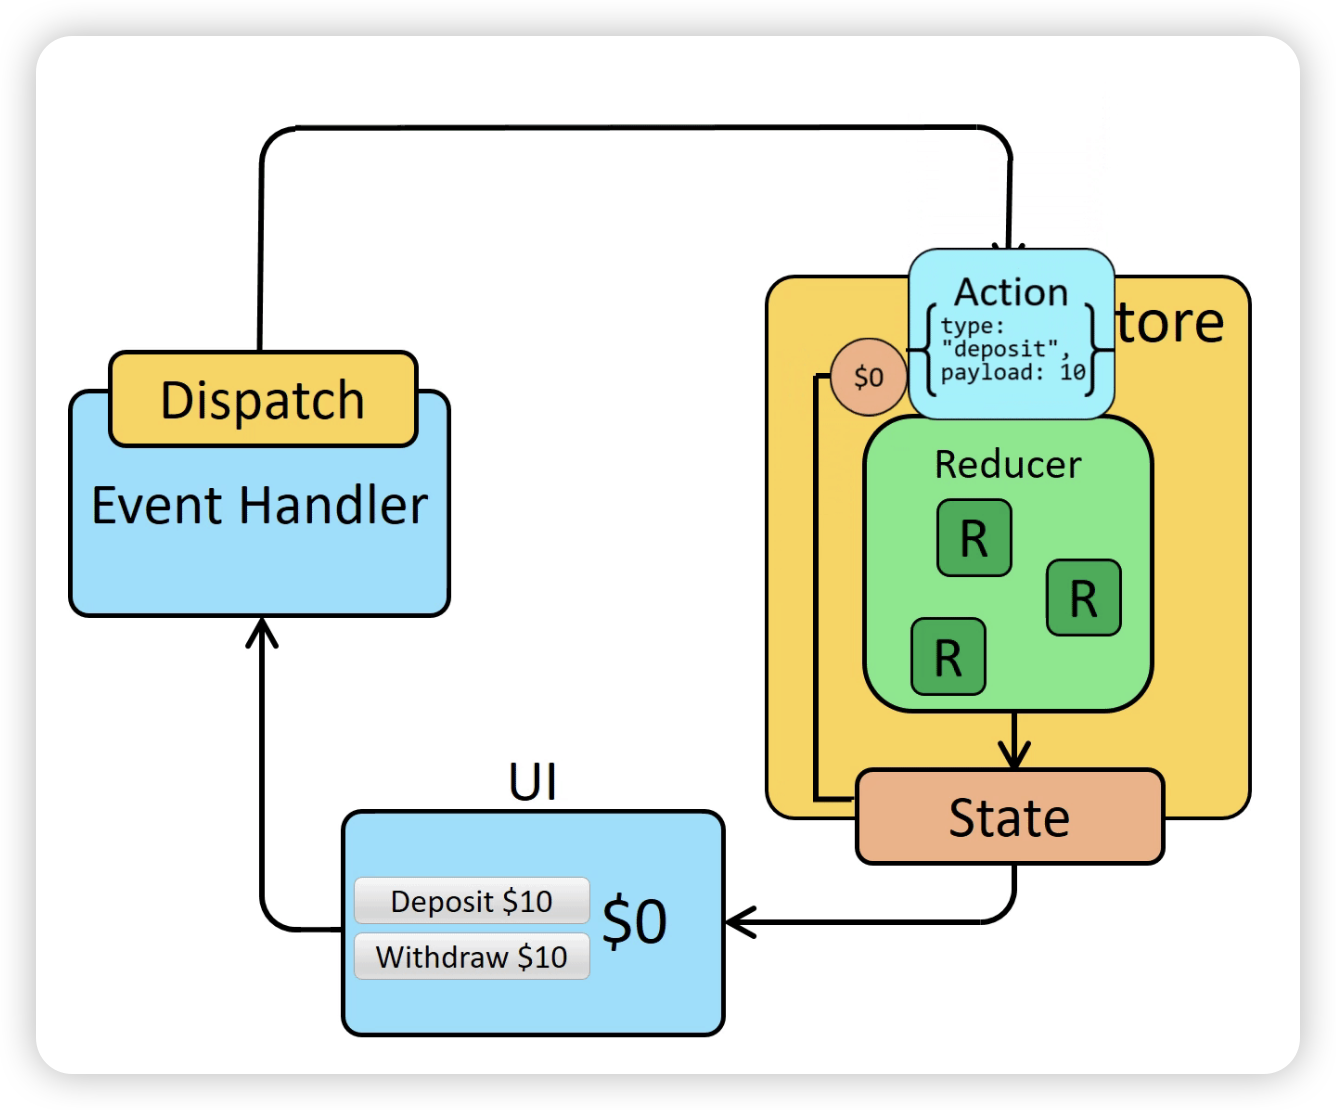 Action
type:
"deposit",
payload: 10
tore
$0
Dispatch
Event Handler
Reducer
R
R
R
State
UI
Deposit $10
$0
Withdraw $10